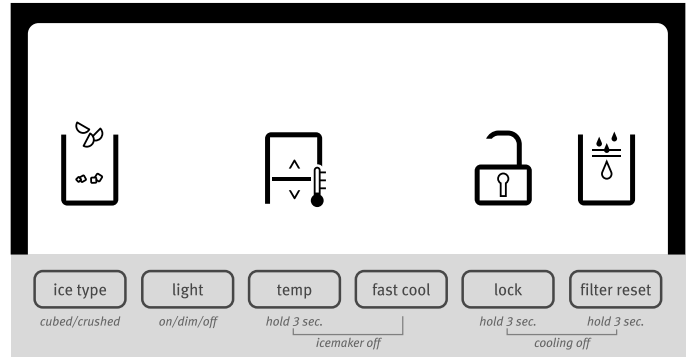 ice type light temp fast cool lock filter reset
cubed/crushed on/dim/off hold 3 sec. hold 3 sec. hold 3 sec.
icemaker off cooling off